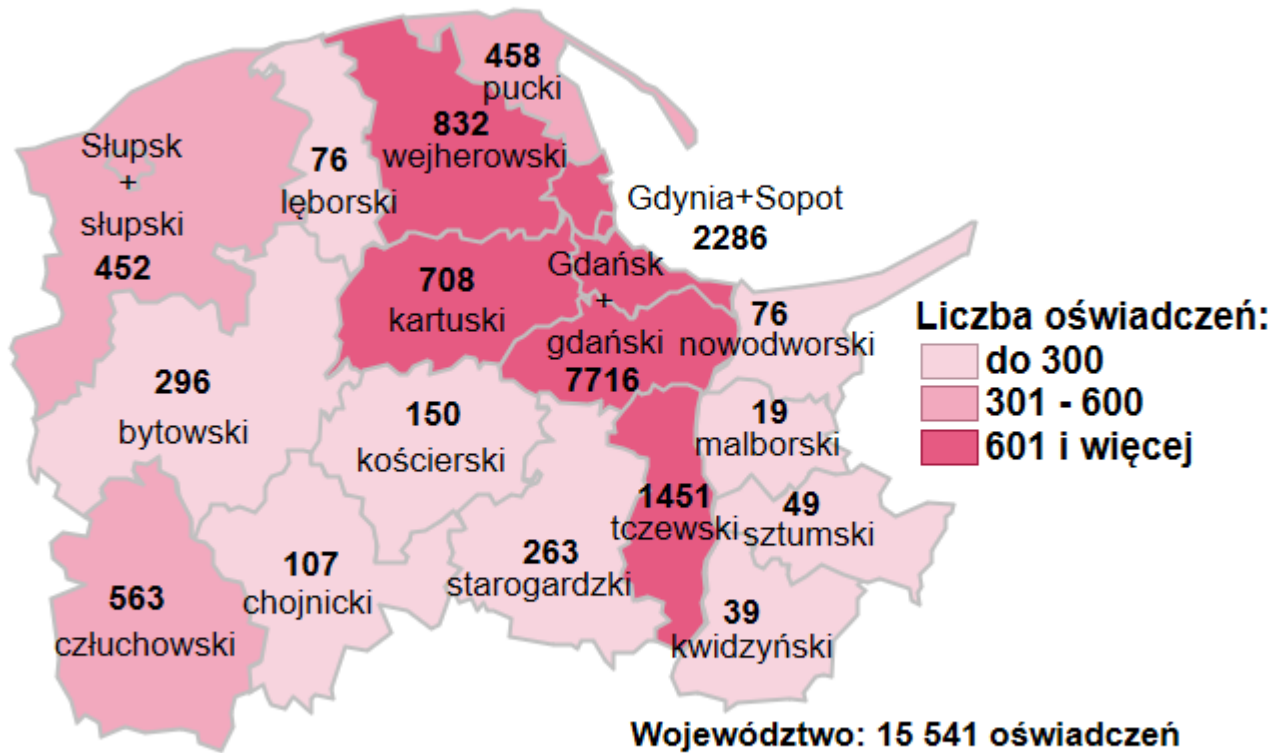 458
pucki
832
wejherowski
Słupsk
+
słupski
452
76
lęborski
Gdynia+Sopot
2286
Gdańsk
+
gdański
7716
708
kartuski
76
nowodworski
Liczba oświadczeń:
do 300
301 - 600
601 i więcej
296
bytowski
150
kościerski
19
malborski
1451
tczewski
49
sztumski
263
starogardzki
107
chojnicki
563
człuchowski
39
kwidzyński
Województwo: 15 541 oświadczeń